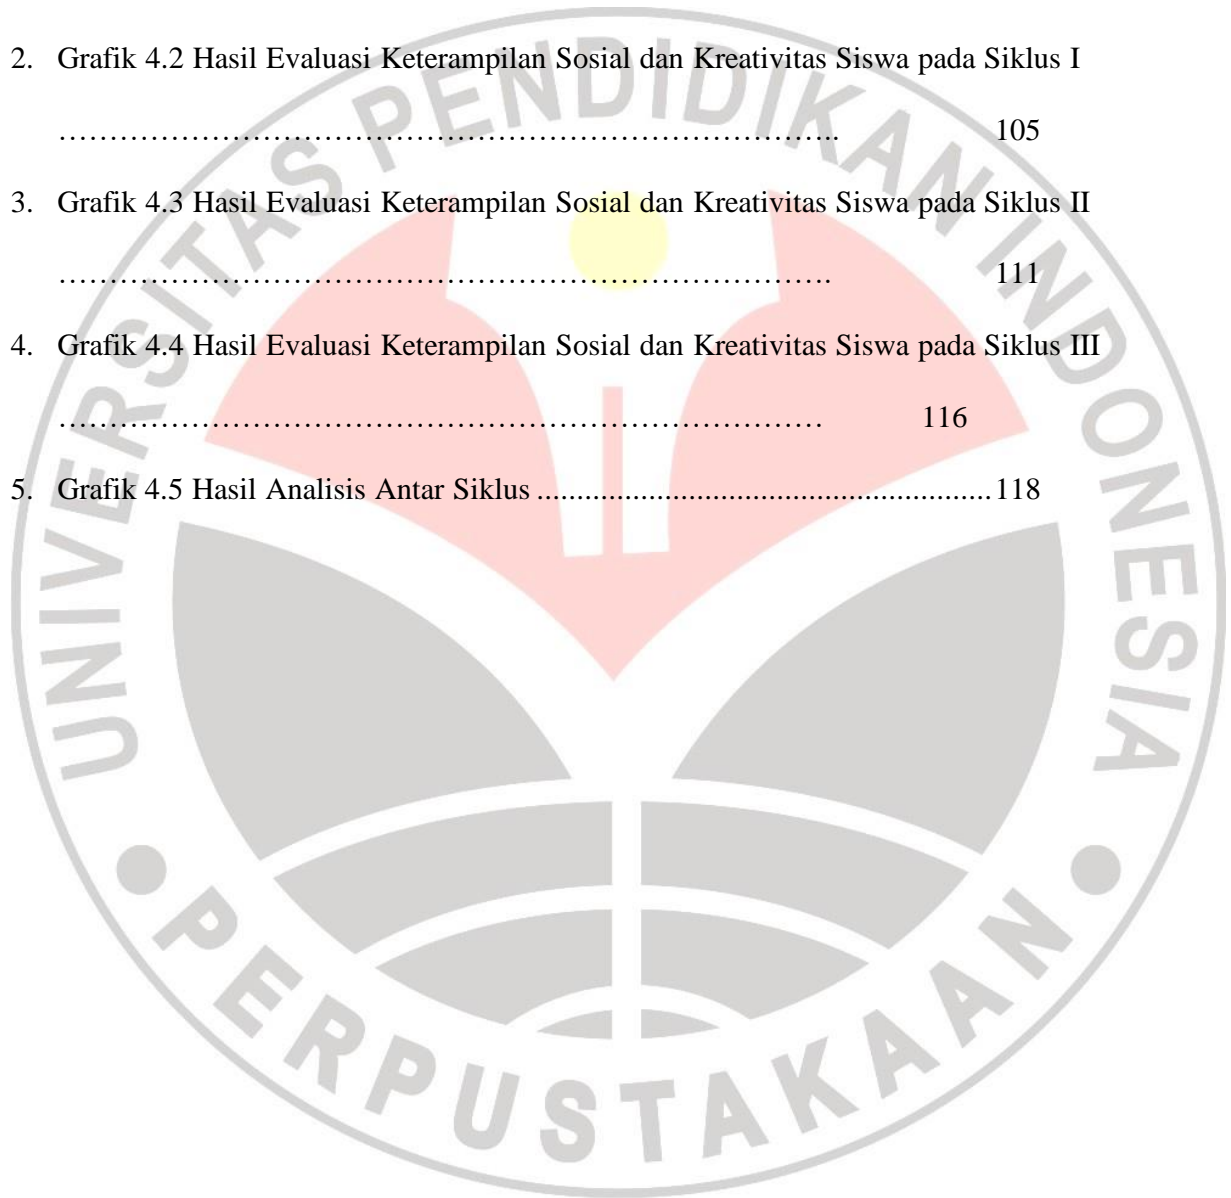 2. Grafik 4.2 Hasil Evaluasi Keterampilan Sosial dan Kreativitas Siswa pada Siklus I
………………………………………………………………….. 105
3. Grafik 4.3 Hasil Evaluasi Keterampilan Sosial dan Kreativitas Siswa pada Siklus II
…………………………………………………………………. 111
4. Grafik 4.4 Hasil Evaluasi Keterampilan Sosial dan Kreativitas Siswa pada Siklus III
………………………………………………………………… 116
5. Grafik 4.5 Hasil Analisis Antar Siklus ......................................................... 118
UNIVERSITAS PENDIDIKAN INDONESIA
PERPUSTAKAAN